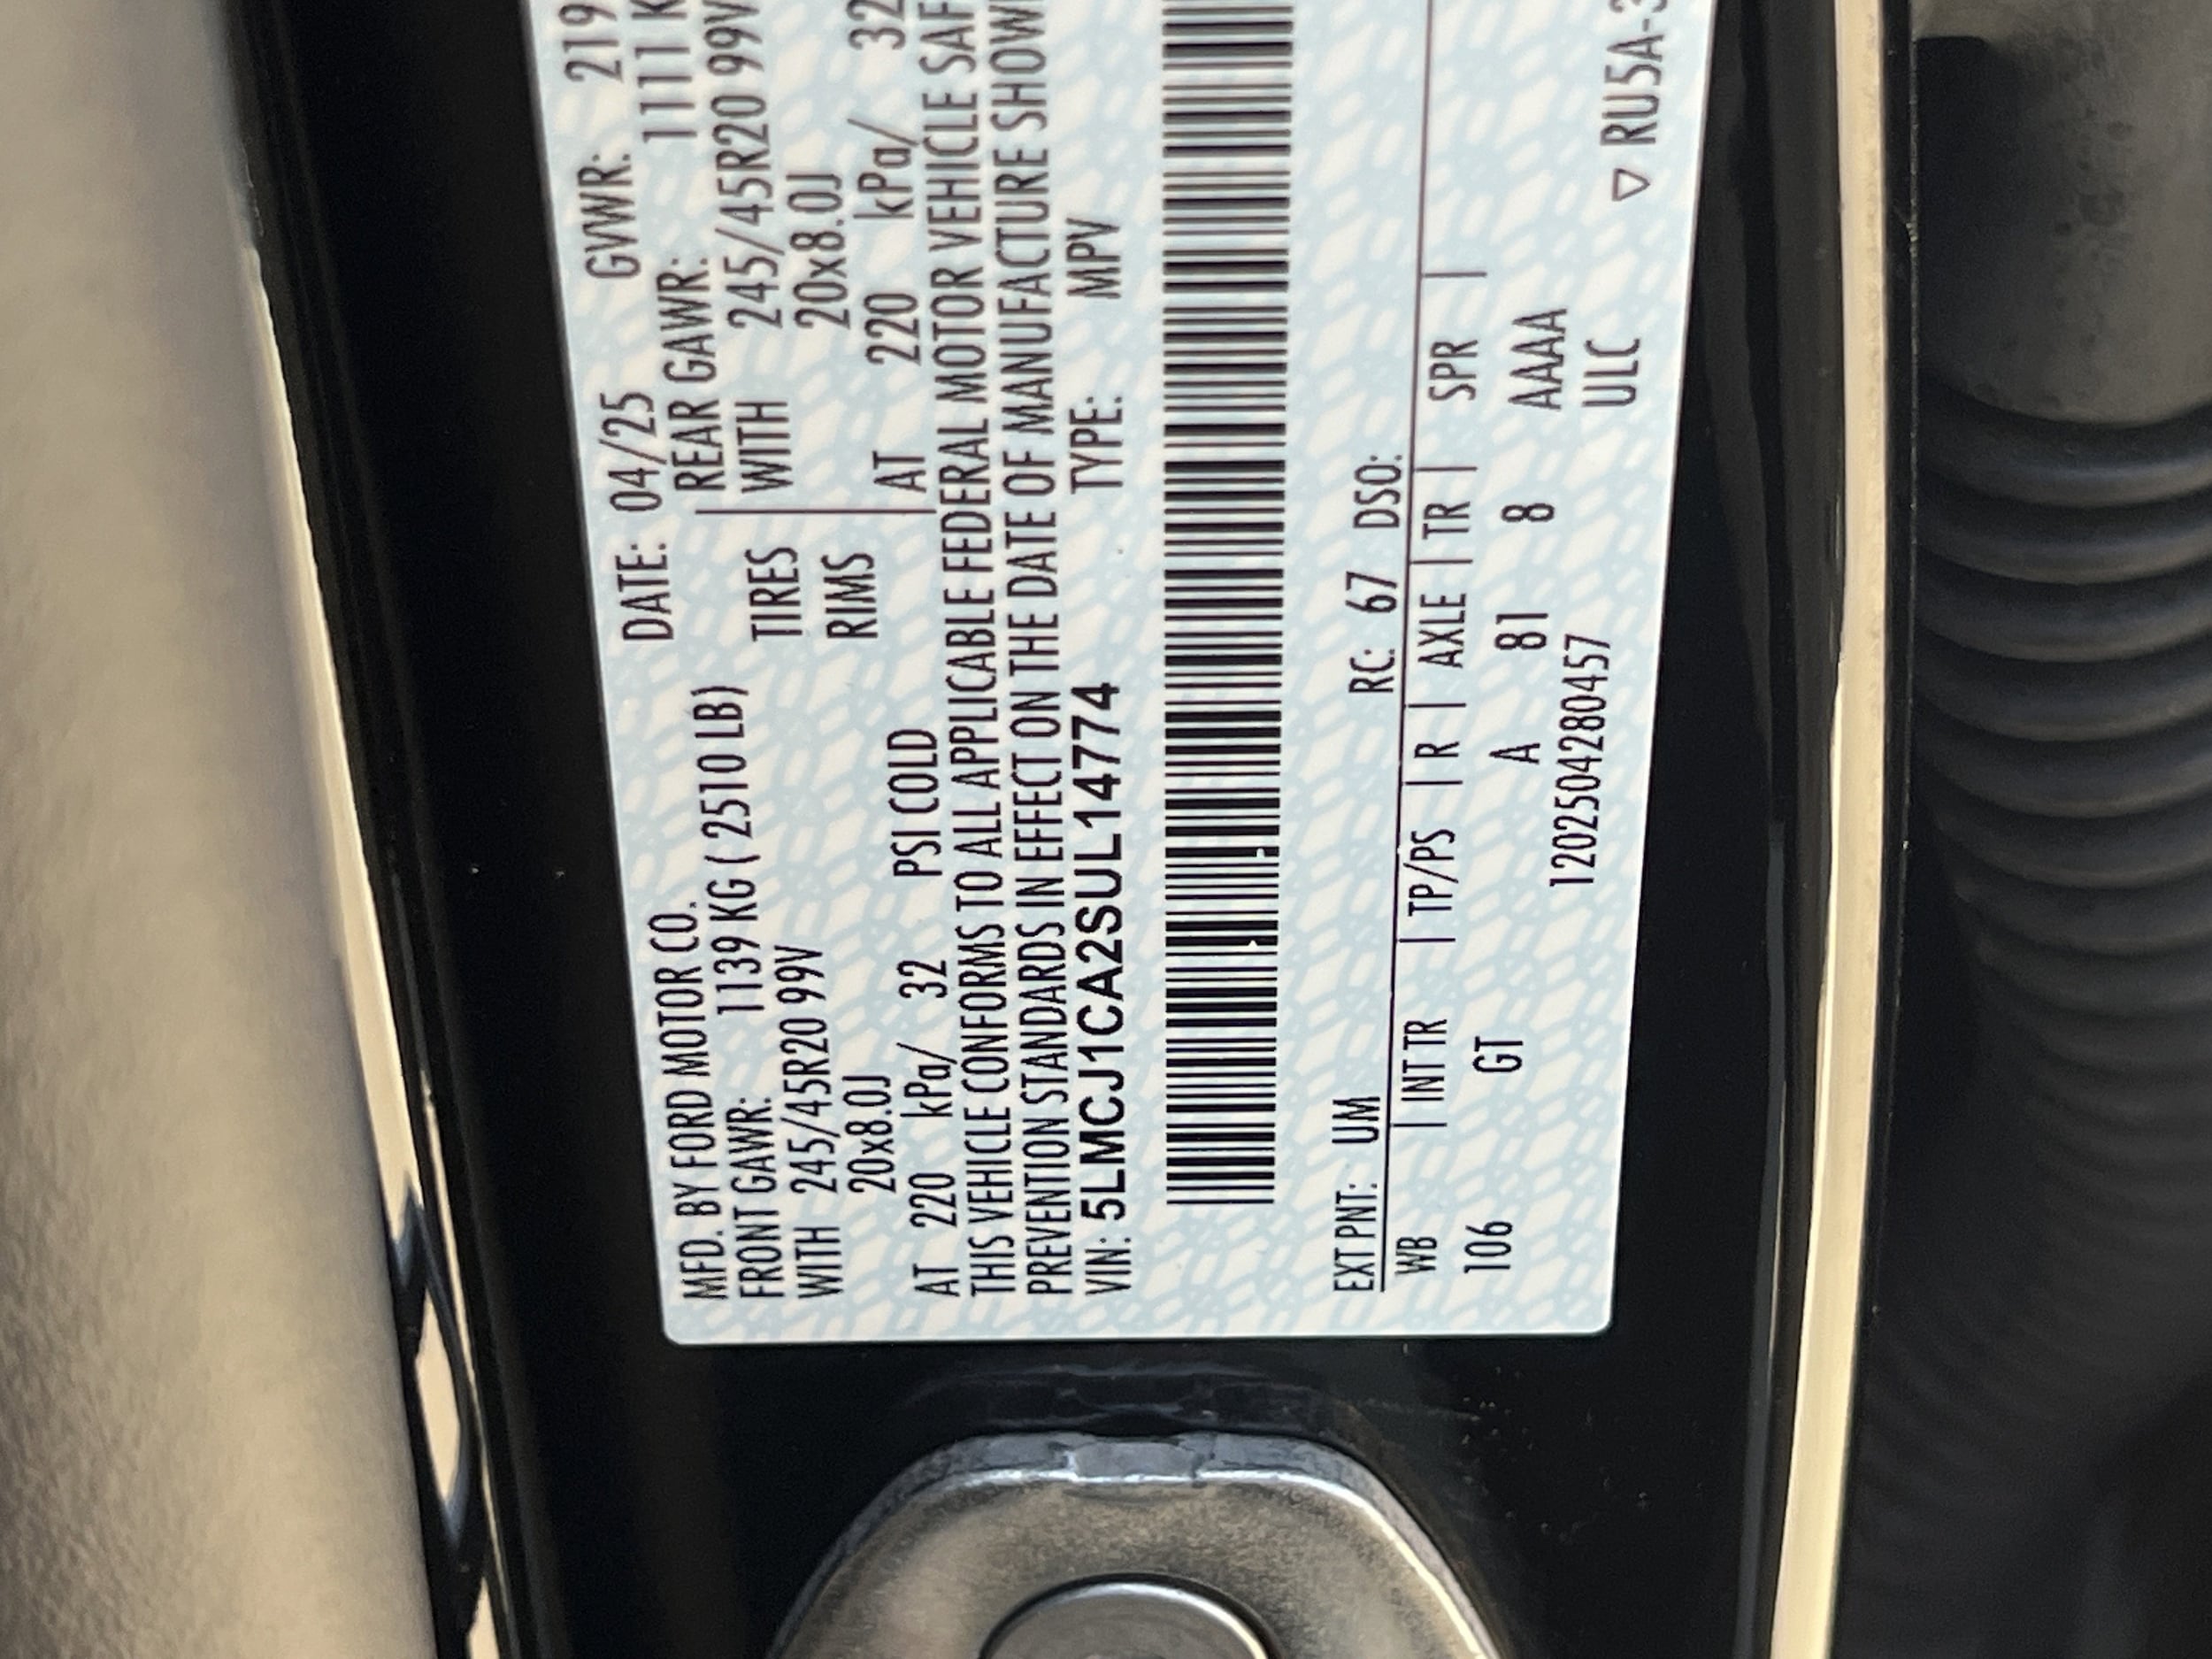 MFD. BY FORD MOTOR CO. DATE: 04/25 GVWR: 219
FRONT GAWR: 1139 KG ( 2510 LB) REAR GAWR: 1111 K
WITH 245/45R20 99V TIRES WITH 245/45R20 99V
20x8.0J RIMS 20x8.0J
AT 220 kPa/ 32 PSI COLD AT 220 kPa/ 32
THIS VEHICLE CONFORMS TO ALL APPLICABLE FEDERAL MOTOR VEHICLE SAF
PREVENTION STANDARDS IN EFFECT ON THE DATE OF MANUFACTURE SHOWN
VIN: 5LMCJ1CA2SUL14774 TYPE: MPV
EXT PNT: UM RC: 67 DSO:
WB | INT TR | TP/PS | R | AXLE | TR | SPR |
106 GT A 81 8 AAAA
1202504280457 ULC
▽ RU5A-3